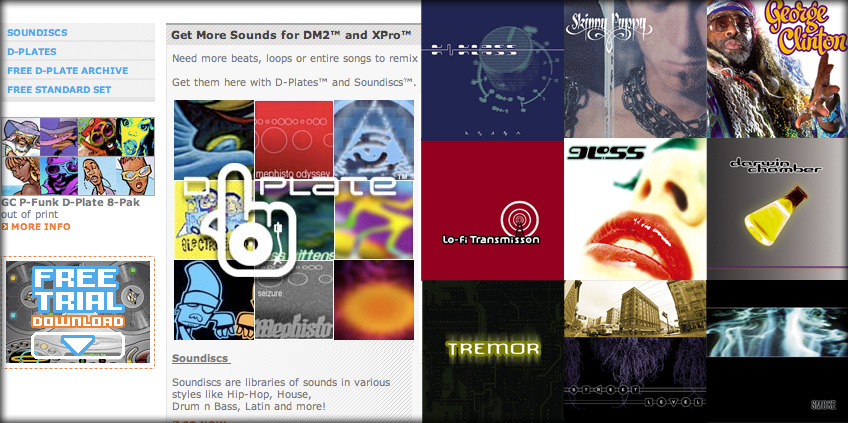 SOUNDISCS
D-PLATES
FREE D-PLATE ARCHIVE
FREE STANDARD SET
GC P-Funk D-Plate 8-Pak
out of print
MORE INFO
FREE
TRIAL
DOWNLOAD
Get More Sounds for DM2™ and XPro™
Need more beats, loops or entire songs to remix
Get them here with D-Plates™ and Soundiscs™.
mephisto odyssey
D-PLATE™
seizure
Mephisto
Soundiscs
Soundiscs are libraries of sounds in various
styles like Hip-Hop, House,
Drum n Bass, Latin and more!
Skinny Puppy
George
Clinton
Lo-Fi Transmisson
gloss
darwin
chamber
TREMOR
STREET
LEVEL
SMOKE